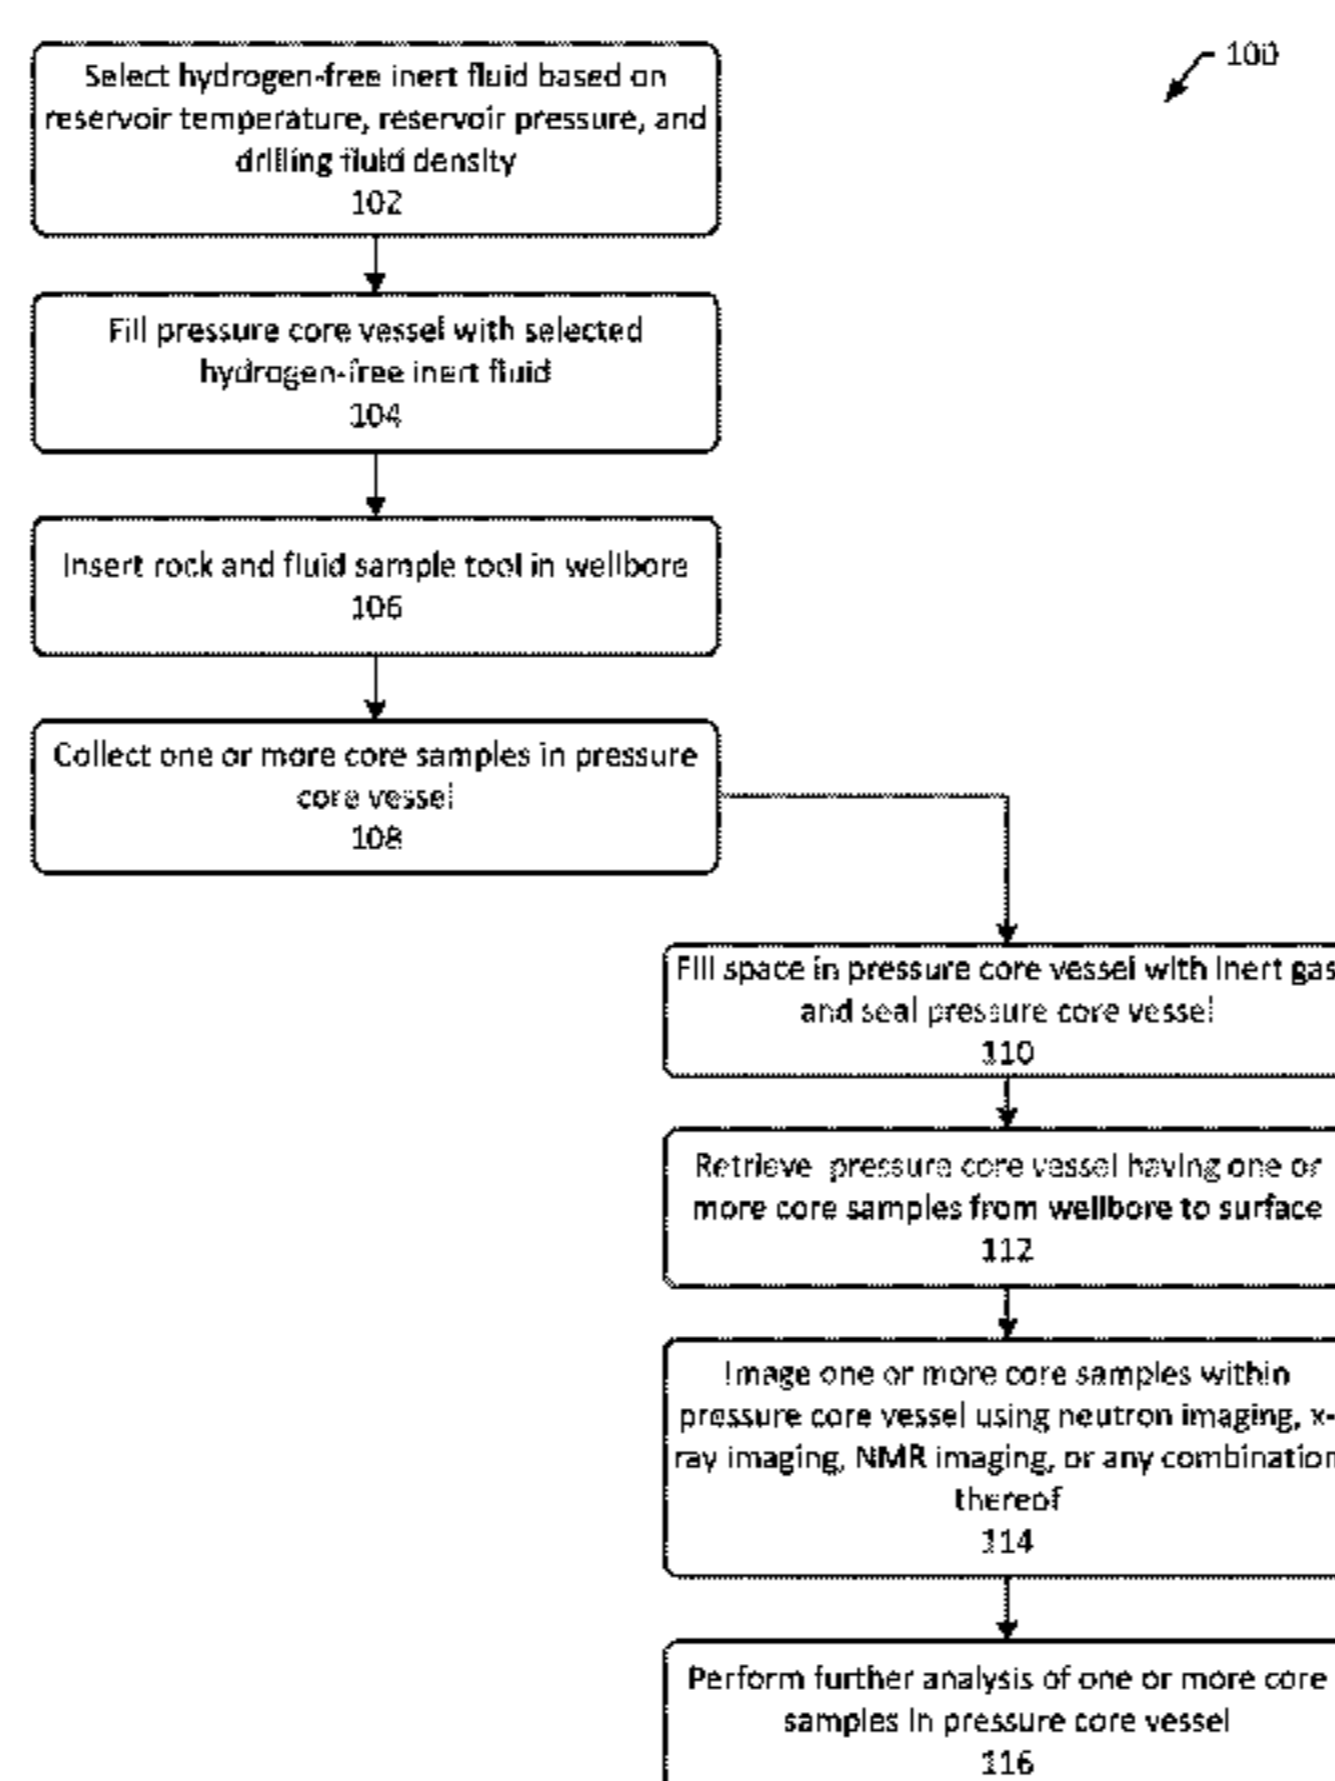 100
Select hydrogen-free inert fluid based on
reservoir temperature, reservoir pressure, and
drilling fluid density
102
Fill pressure core vessel with selected
hydrogen-free inert fluid
104
Insert rock and fluid sample tool in wellbore
106
Collect one or more core samples in pressure
core vessel
108
Fill space in pressure core vessel with inert gas
and seal pressure core vessel
110
Retrieve pressure core vessel having one or
more core samples from wellbore to surface
112
Image one or more core samples within
pressure core vessel using neutron imaging, x-
ray imaging, NMR imaging, or any combination
thereof
114
Perform further analysis of one or more core
samples in pressure core vessel
116